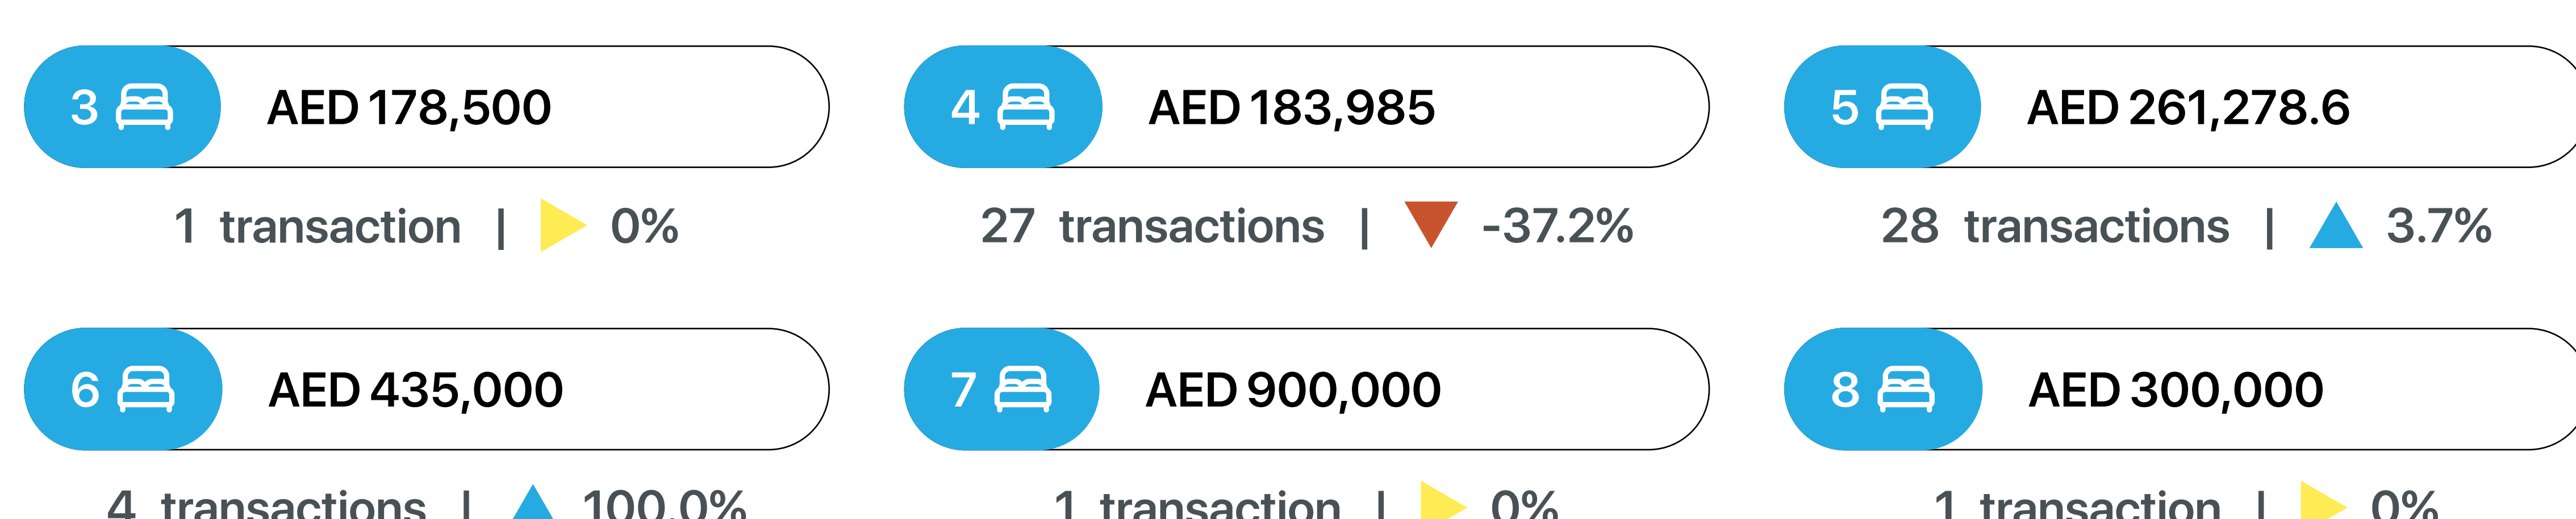 3 AED 178,500 4 AED 183,985 5 AED 261,278.6
1 transaction | 0% 27 transactions | -37.2% 28 transactions | 3.7%
6 AED 435,000 7 AED 900,000 8 AED 300,000
4 transactions | 100.0% 1 transaction | 0% 1 transaction | 0%